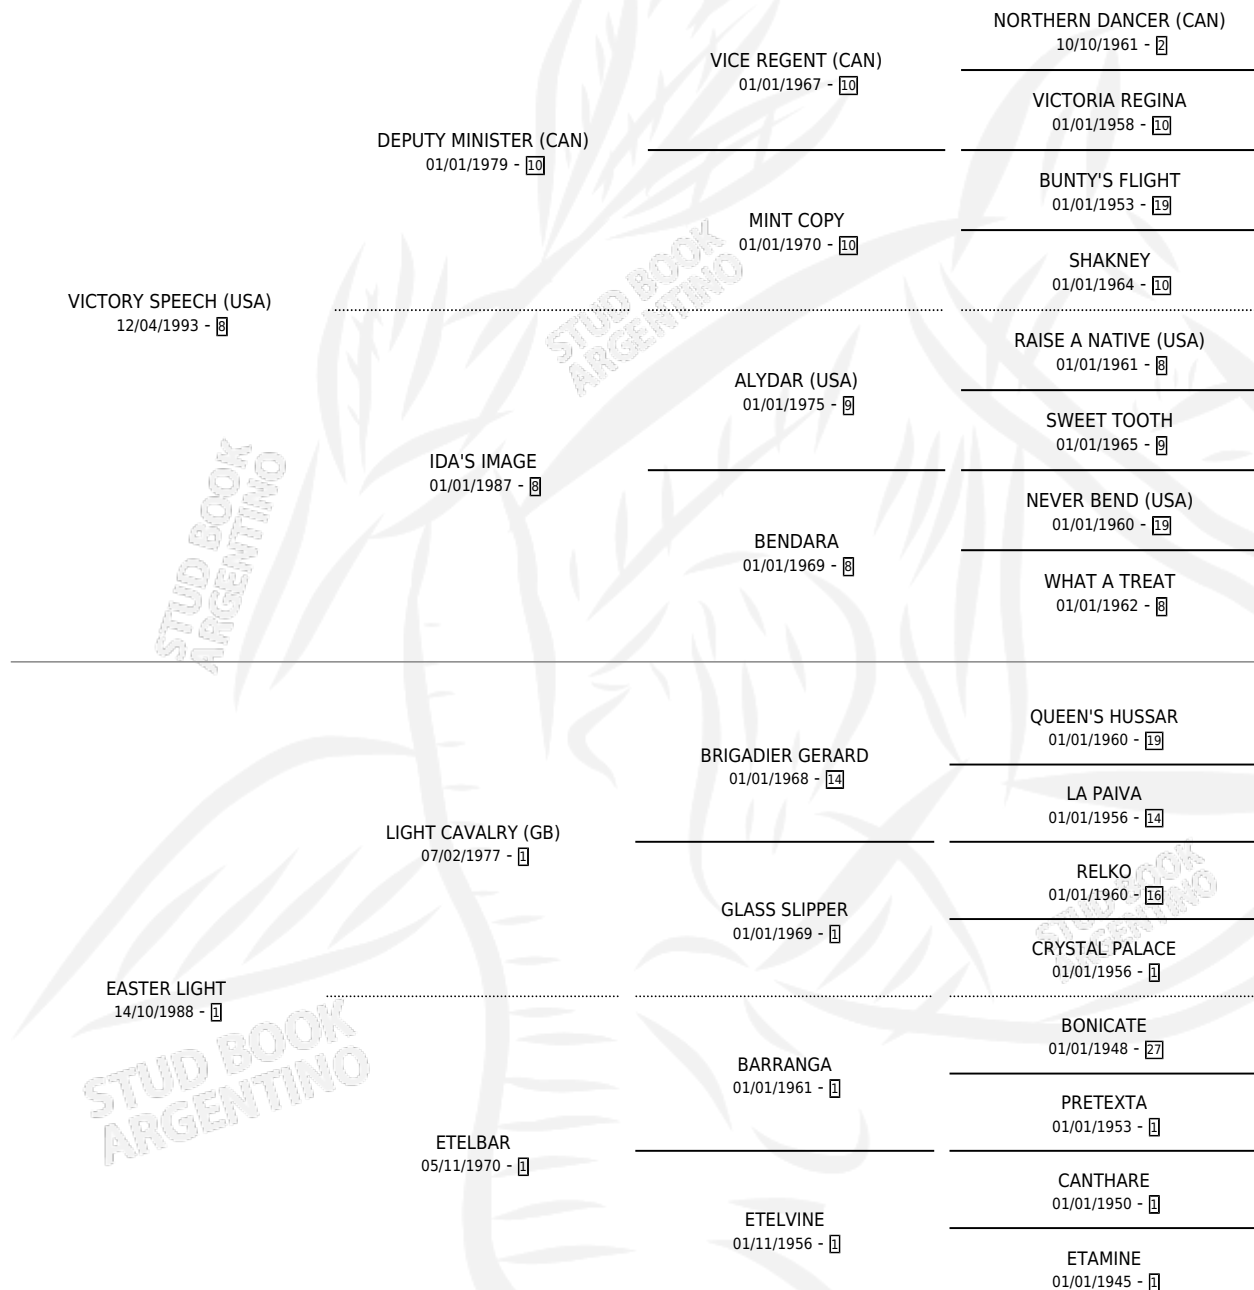 NORTHERN DANCER (CAN)
10/10/1961 - 2
VICE REGENT (CAN)
01/01/1967 - 10
VICTORIA REGINA
01/01/1958 - 10
DEPUTY MINISTER (CAN)
01/01/1979 - 10
BUNTY'S FLIGHT
01/01/1953 - 19
MINT COPY
01/01/1970 - 10
SHAKNEY
01/01/1964 - 10
VICTORY SPEECH (USA)
12/04/1993 - 8
RAISE A NATIVE (USA)
01/01/1961 - 8
ALYDAR (USA)
01/01/1975 - 9
SWEET TOOTH
01/01/1965 - 9
IDA'S IMAGE
01/01/1987 - 8
NEVER BEND (USA)
01/01/1960 - 19
BENDARA
01/01/1969 - 8
WHAT A TREAT
01/01/1962 - 8
QUEEN'S HUSSAR
01/01/1960 - 19
BRIGADIER GERARD
01/01/1968 - 14
LA PAIVA
01/01/1956 - 14
LIGHT CAVALRY (GB)
07/02/1977 - 1
RELKO
01/01/1960 - 16
GLASS SLIPPER
01/01/1969 - 1
CRYSTAL PALACE
01/01/1956 - 1
EASTER LIGHT
14/10/1988 - 1
BONICATE
01/01/1948 - 27
BARRANGA
01/01/1961 - 1
PRETEXTA
01/01/1953 - 1
ETELBAR
05/11/1970 - 1
CANTHARE
01/01/1950 - 1
ETELVINE
01/11/1956 - 1
ETAMINE
01/01/1945 - 1
STUD BOOK
ARGENTINO
STUD BOOK
ARGENTINO
STUD BOOK
ARGENTINO
STUD BOOK
ARGENTINO